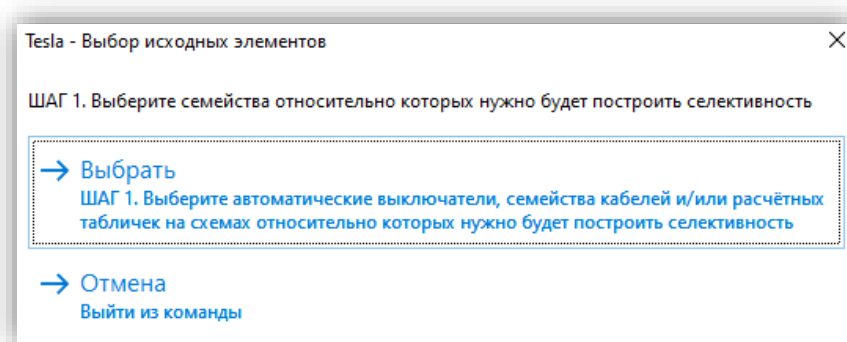 Tesla - Выбор исходных элементов
ШАГ 1. Выберите семейства относительно которых нужно будет построить селективность
Выбрать
ШАГ 1. Выберите автоматические выключатели, семейства кабелей и/или расчётных
табличек на схемах относительно которых нужно будет построить селективность
Отмена
Выйти из команды